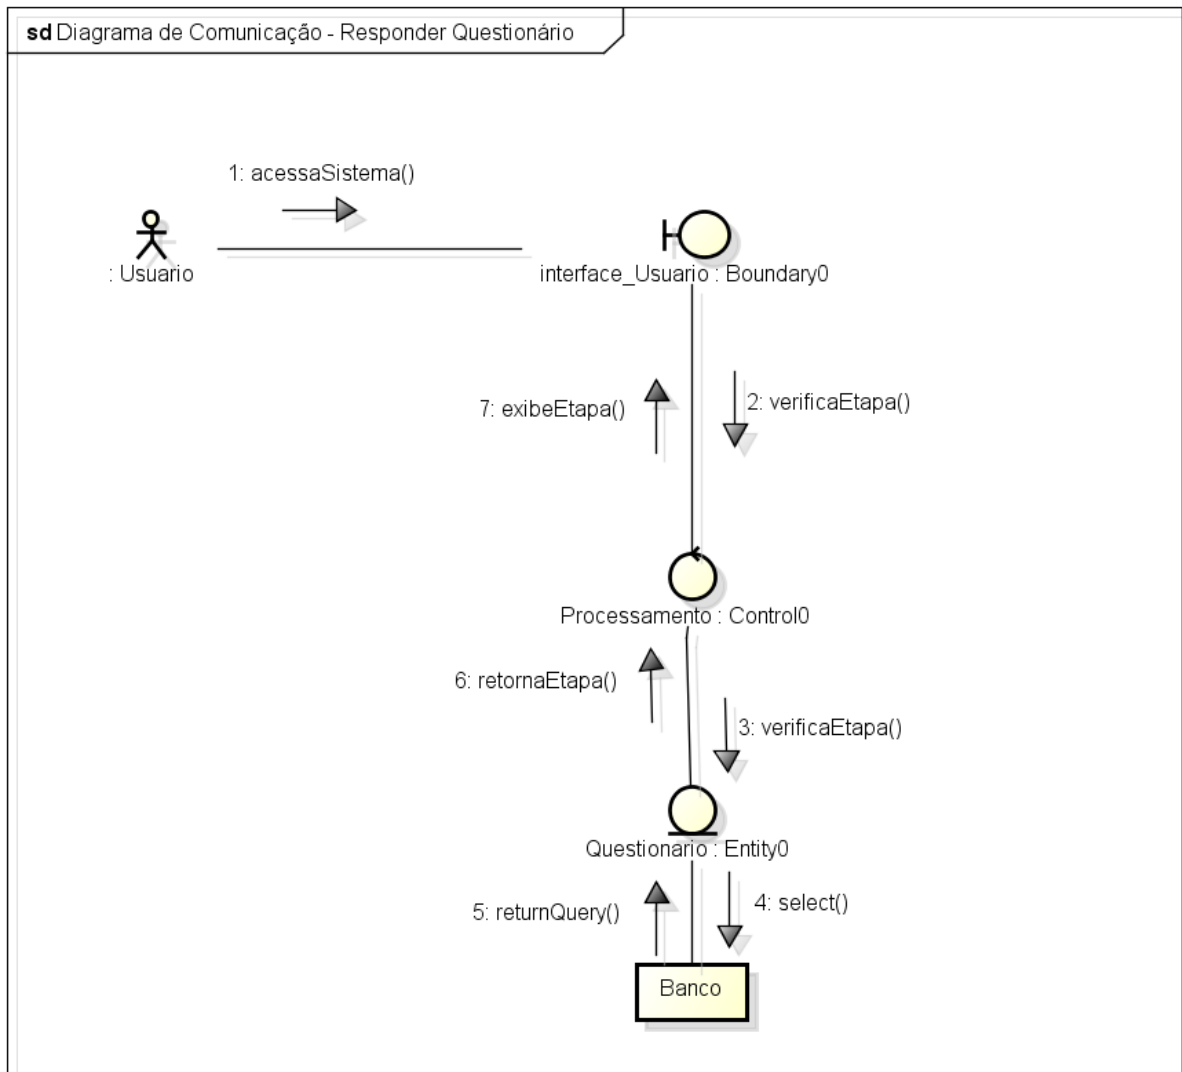 sd Diagrama de Comunicação - Responder Questionário
1: acessaSistema()
: Usuario
interface_Usuario : Boundary0
7: exibeEtapa()
2: verificaEtapa()
Processamento : Control0
6: retornaEtapa()
3: verificaEtapa()
Questionario : Entity0
5: returnQuery()
4: select()
Banco